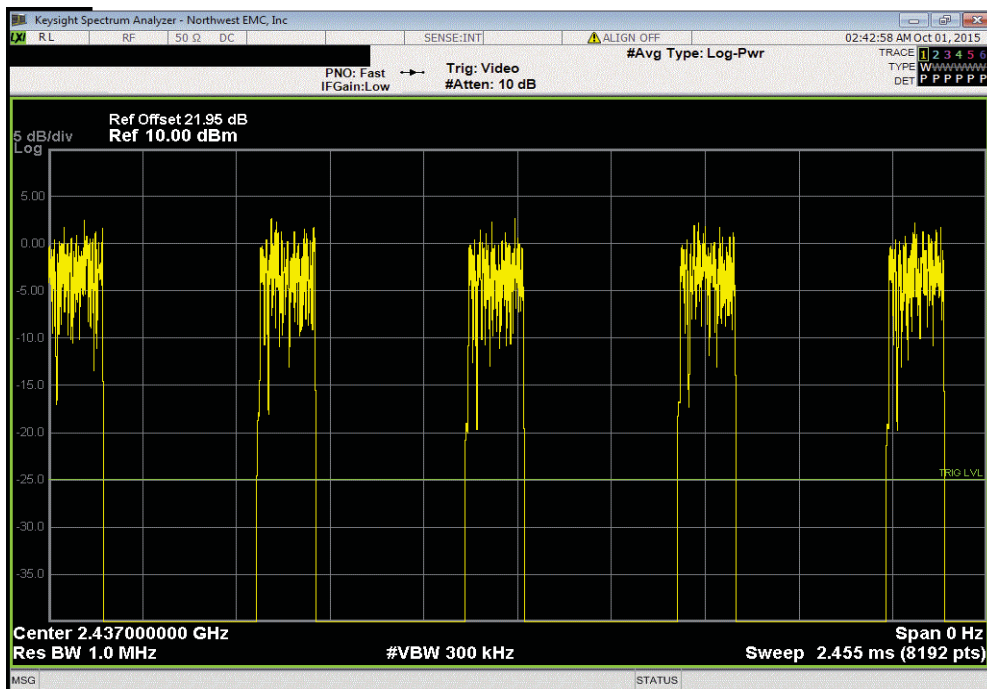 Keysight Spectrum Analyzer - Northwest EMC, Inc
LXI RL RF 50 Ω DC SENSE:INT ALIGN OFF 02:42:58 AM Oct 01, 2015
#Avg Type: Log-Pwr TRACE 1 2 3 4 5 6
PNO: Fast Trig: Video TYPE WWWWWW
IFGain:Low #Atten: 10 dB DET P P P P P P
Ref Offset 21.95 dB
5 dB/div Ref 10.00 dBm
Log
5.00
0.00
-5.00
-10.0
-15.0
-20.0
TRIG LVL
-25.0
-30.0
-35.0
Center 2.437000000 GHz Span 0 Hz
Res BW 1.0 MHz #VBW 300 kHz Sweep 2.455 ms (8192 pts)
MSG STATUS